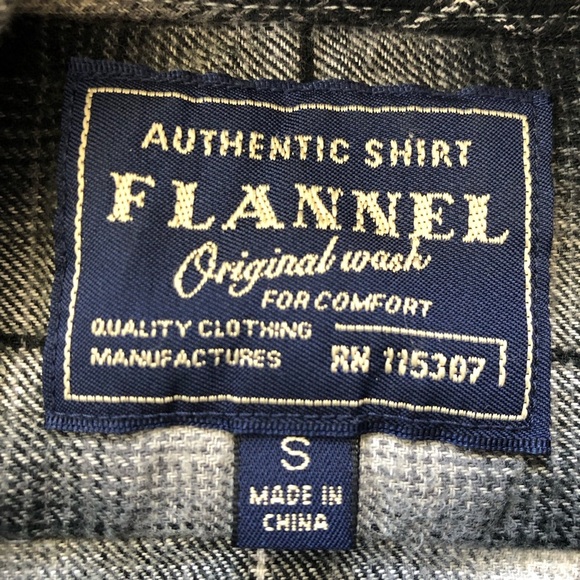 AUTHENTIC SHIRT
FLANNEL
Original wash
FOR COMFORT
QUALITY CLOTHING
MANUFACTURES
RN 115307
S
MADE IN
CHINA